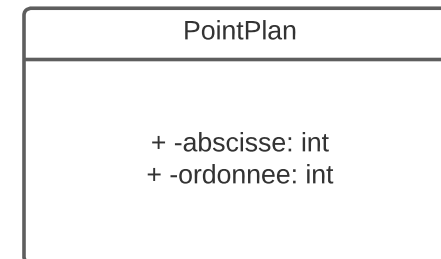 PointPlan
+ -abscisse: int
+ -ordonnee: int